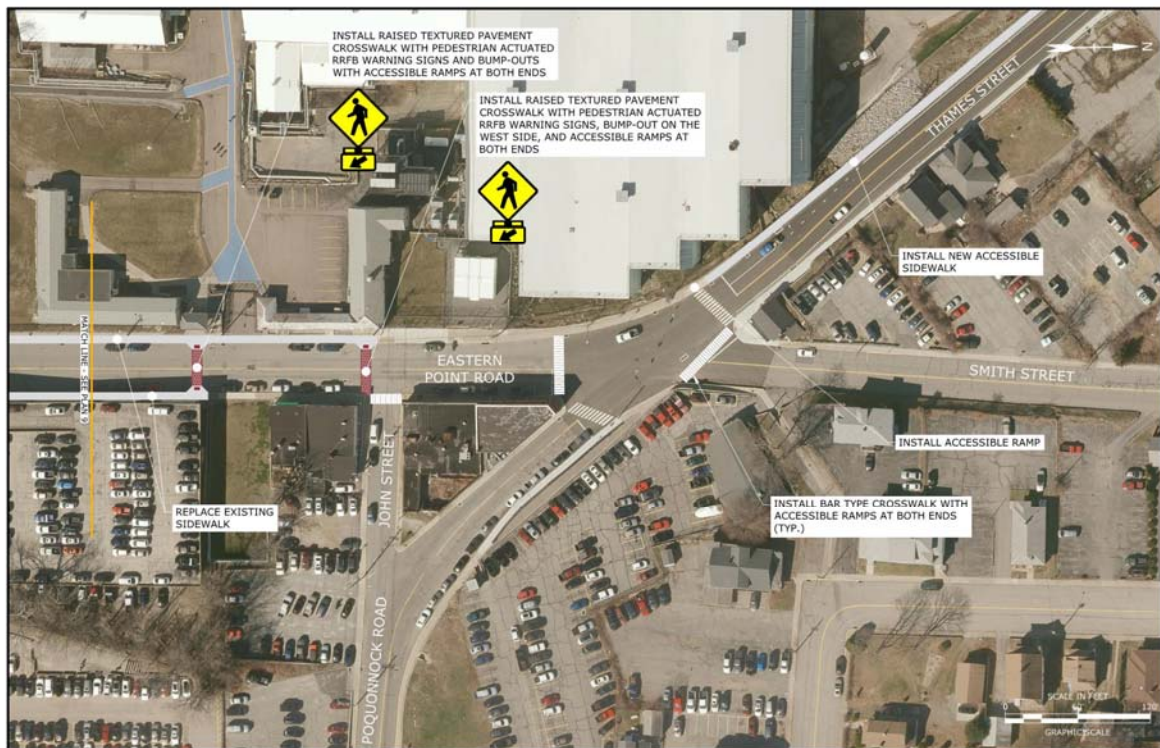 INSTALL RAISED TEXTURED PAVEMENT
CROSSWALK WITH PEDESTRIAN ACTUATED
RRFB WARNING SIGNS AND BUMP-OUTS
WITH ACCESSIBLE RAMPS AT BOTH ENDS
INSTALL RAISED TEXTURED PAVEMENT
CROSSWALK WITH PEDESTRIAN ACTUATED
RRFB WARNING SIGNS, BUMP-OUT ON THE
WEST SIDE, AND ACCESSIBLE RAMPS AT
BOTH ENDS
N
THAMES STREET
INSTALL NEW ACCESSIBLE
SIDEWALK
MATCH LINE - SEE PLAN 9
EASTERN
POINT ROAD
SMITH STREET
INSTALL ACCESSIBLE RAMP
INSTALL BAR TYPE CROSSWALK WITH
ACCESSIBLE RAMPS AT BOTH ENDS
(TYP.)
REPLACE EXISTING
SIDEWALK
JOHN STREET
POQUONNOCK ROAD
SCALE IN FEET
0 60 120
GRAPHIC SCALE